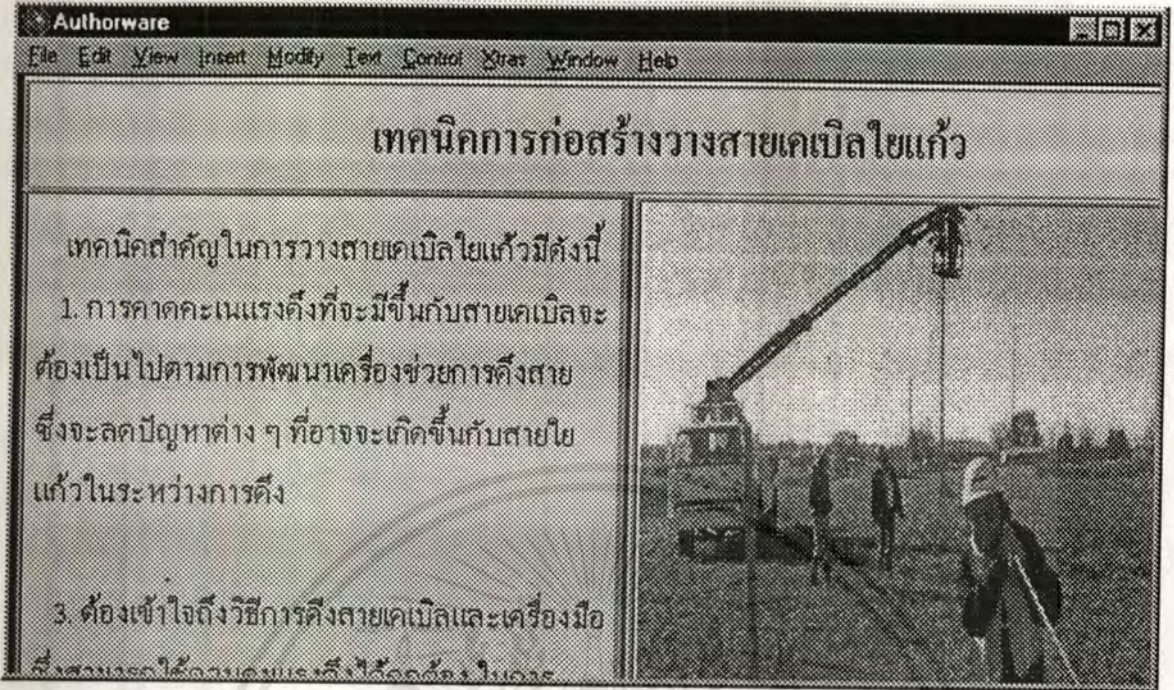 Authorware
File Edit View Insert Modify Text Control Xtras Window Help
เทคนิคการก่อสร้างวางสายเคเบิลใยแก้ว
เทคนิคสำคัญในการวางสายเคเบิลใยแก้วมีดังนี้
1. การคาดคะเนแรงดึงที่จะมีขึ้นกับสายเคเบิลจะ
ต้องเป็นไปตามการพัฒนาเครื่องช่วยการดึงสาย
ซึ่งจะลดปัญหาต่าง ๆ ที่อาจจะเกิดขึ้นกับสายใย
แก้วในระหว่างการดึง
3. ต้องเข้าใจถึงวิธีการดึงสายเคเบิลและเครื่องมือ
ซึ่งสามารถใช้